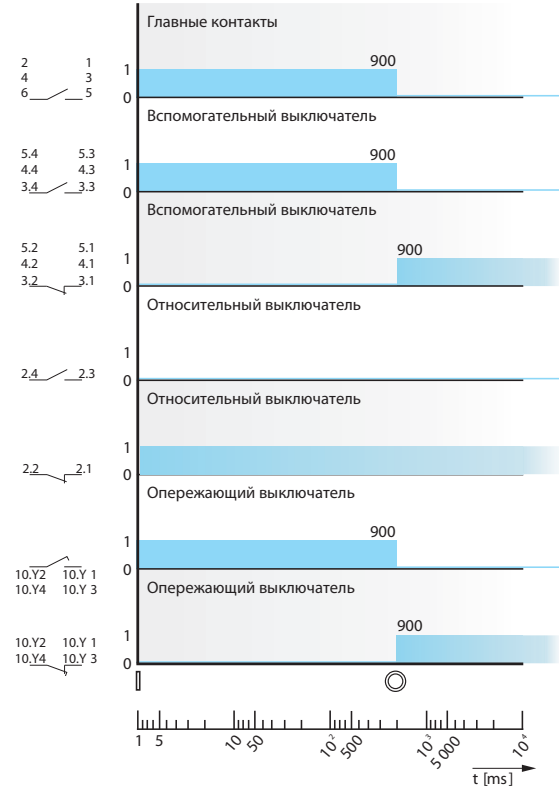 Главные контакты
900
2 1
4 3
6 5
1
0
Вспомогательный выключатель
900
5.4 5.3
4.4 4.3
3.4 3.3
1
0
Вспомогательный выключатель
900
5.2 5.1
4.2 4.1
3.2 3.1
1
0
Относительный выключатель
2.4 2.3
1
0
Относительный выключатель
2.2 2.1
1
0
Опережающий выключатель
900
1
0
10.Y2 10.Y 1
10.Y4 10.Y 3
Опережающий выключатель
900
10.Y2 10.Y 1
10.Y4 10.Y 3
1
0
1 5 10 50 10² 500 10³ 5 000 10⁴
t [ms]